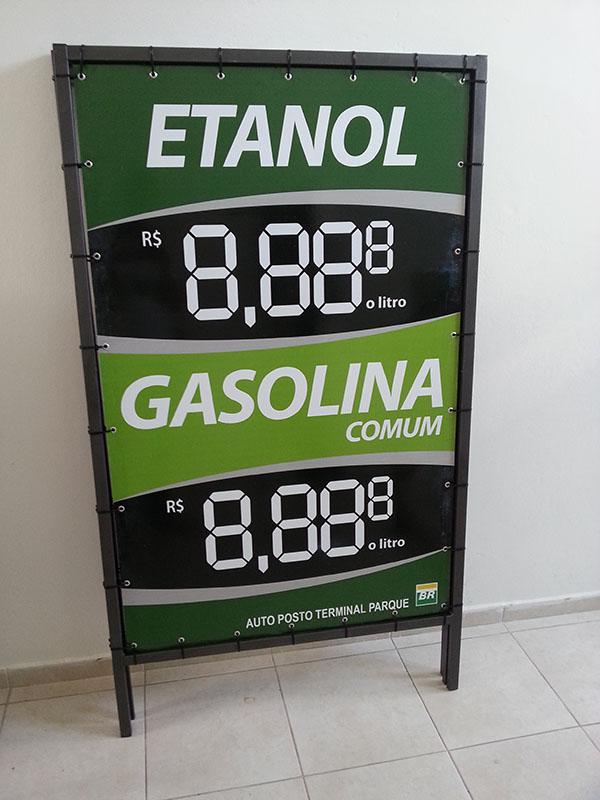 ETANOL
R$ 8,888 o litro
GASOLINA
COMUM
R$ 8,888 o litro
AUTO POSTO TERMINAL PARQUE BR